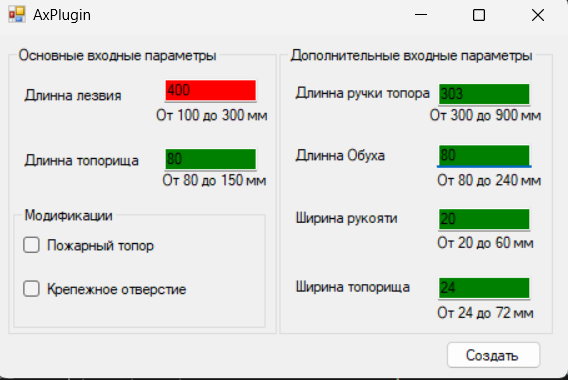 AxPlugin
Основные входные параметры
Длинна лезвия
400
От 100 до 300 мм
Длинна топорища
80
От 80 до 150 мм
Модификации
Пожарный топор
Крепежное отверстие
Дополнительные входные параметры
Длинна ручки топора
303
От 300 до 900 мм
Длинна Обуха
80
От 80 до 240 мм
Ширина рукояти
20
От 20 до 60 мм
Ширина топорища
24
От 24 до 72 мм
Создать